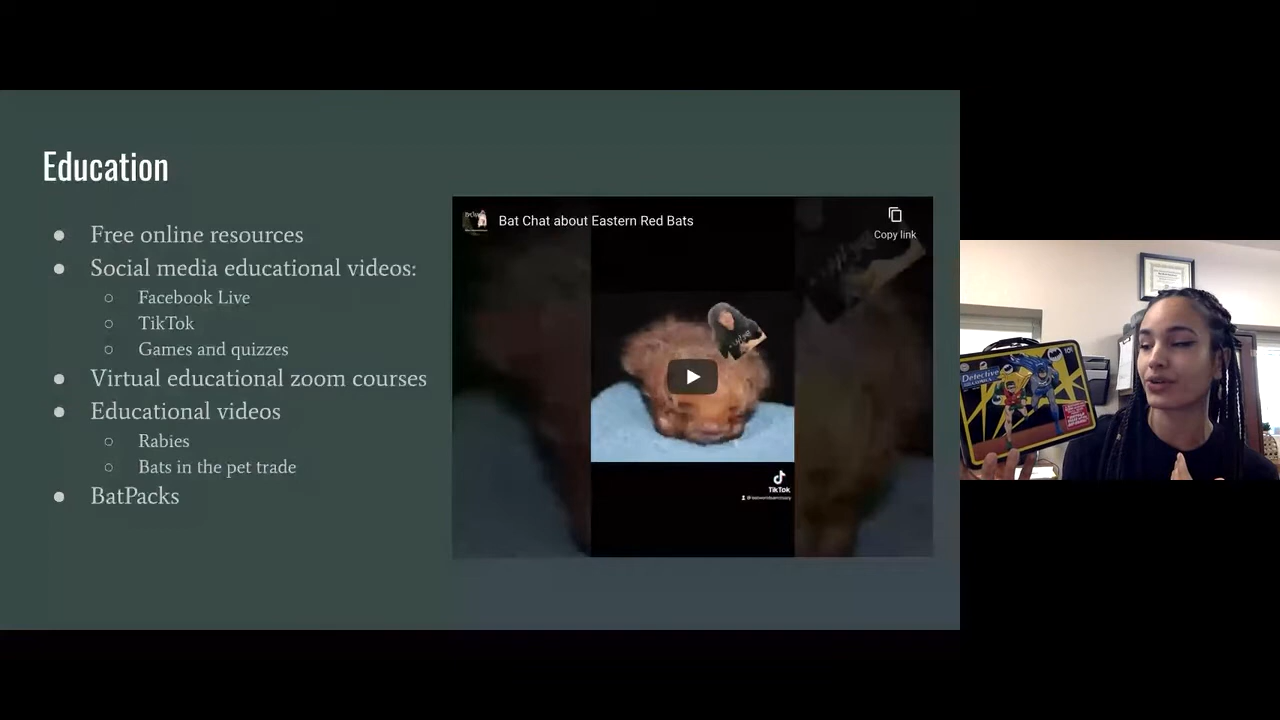 Education
Free online resources
Social media educational videos:
Facebook Live
TikTok
Games and quizzes
Virtual educational zoom courses
Educational videos
Rabies
Bats in the pet trade
BatPacks
Bat Chat about Eastern Red Bats
Copy link
TikTok
Detective